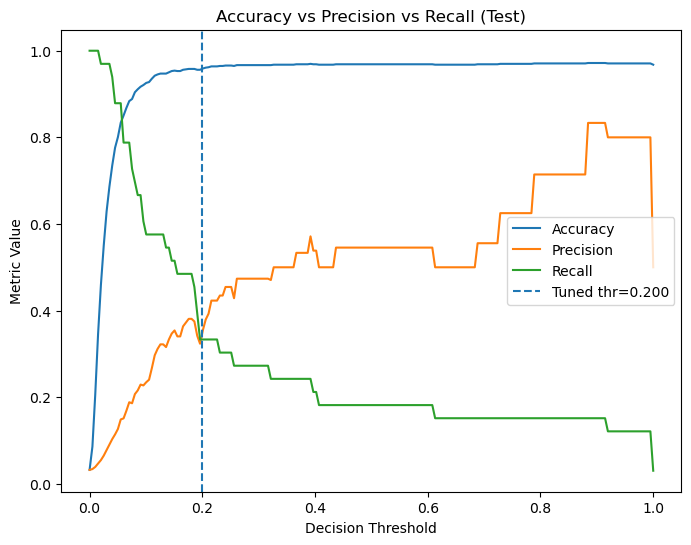 Accuracy vs Precision vs Recall (Test)
Metric Value
1.0
0.8
0.6
0.4
0.2
0.0
Accuracy
Precision
Recall
Tuned thr=0.200
0.0 0.2 0.4 0.6 0.8 1.0
Decision Threshold